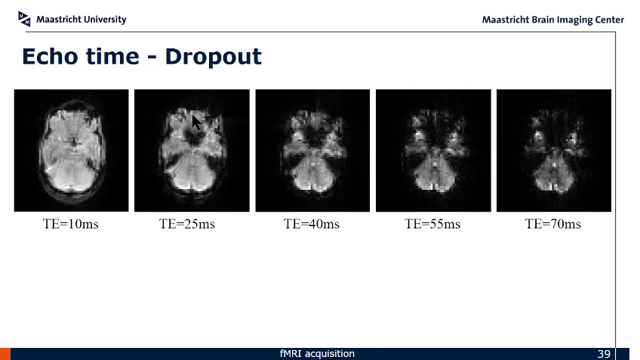 Maastricht University
Maastricht Brain Imaging Center
Echo time - Dropout
TE=10ms
TE=25ms
TE=40ms
TE=55ms
TE=70ms
fMRI acquisition
39